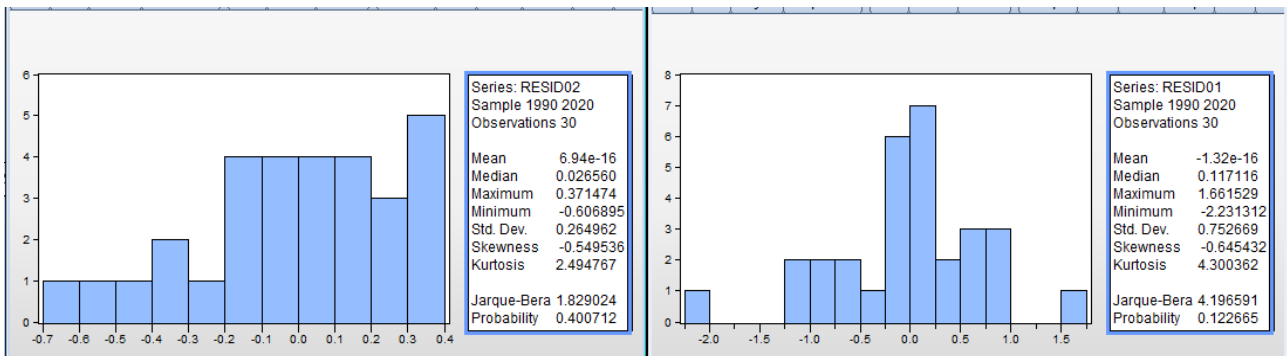 6
5
4
3
2
1
0
-0.7 -0.6 -0.5 -0.4 -0.3 -0.2 -0.1 0.0 0.1 0.2 0.3 0.4
Series: RESID02
Sample 1990 2020
Observations 30
Mean 6.94e-16
Median 0.026560
Maximum 0.371474
Minimum -0.606895
Std. Dev. 0.264962
Skewness -0.549536
Kurtosis 2.494767
Jarque-Bera 1.829024
Probability 0.400712
8
7
6
5
4
3
2
1
0
-2.0 -1.5 -1.0 -0.5 0.0 0.5 1.0 1.5
Series: RESID01
Sample 1990 2020
Observations 30
Mean -1.32e-16
Median 0.117116
Maximum 1.661529
Minimum -2.231312
Std. Dev. 0.752669
Skewness -0.645432
Kurtosis 4.300362
Jarque-Bera 4.196591
Probability 0.122665